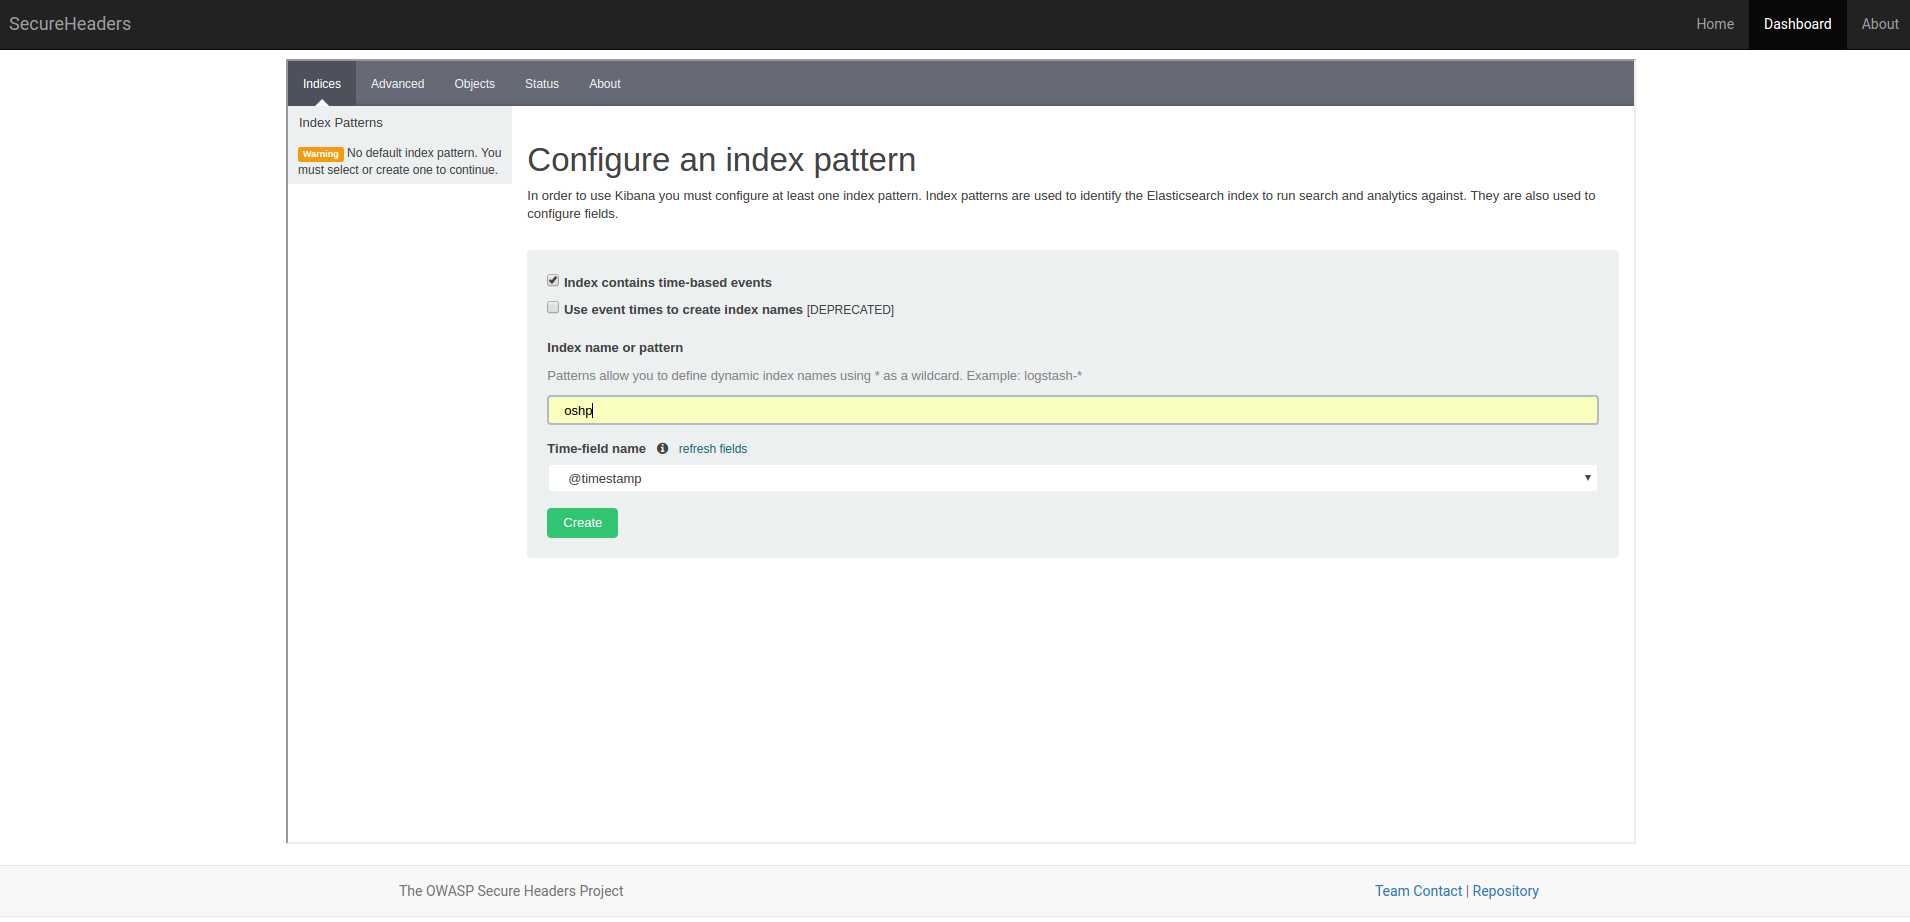 SecureHeaders
Home Dashboard About
Indices Advanced Objects Status About
Index Patterns
Warning No default index pattern. You
must select or create one to continue.
Configure an index pattern
In order to use Kibana you must configure at least one index pattern. Index patterns are used to identify the Elasticsearch index to run search and analytics against. They are also used to
configure fields.
Index contains time-based events
Use event times to create index names [DEPRECATED]
Index name or pattern
Patterns allow you to define dynamic index names using * as a wildcard. Example: logstash-*
oshp
Time-field name refresh fields
@timestamp
Create
The OWASP Secure Headers Project
Team Contact | Repository